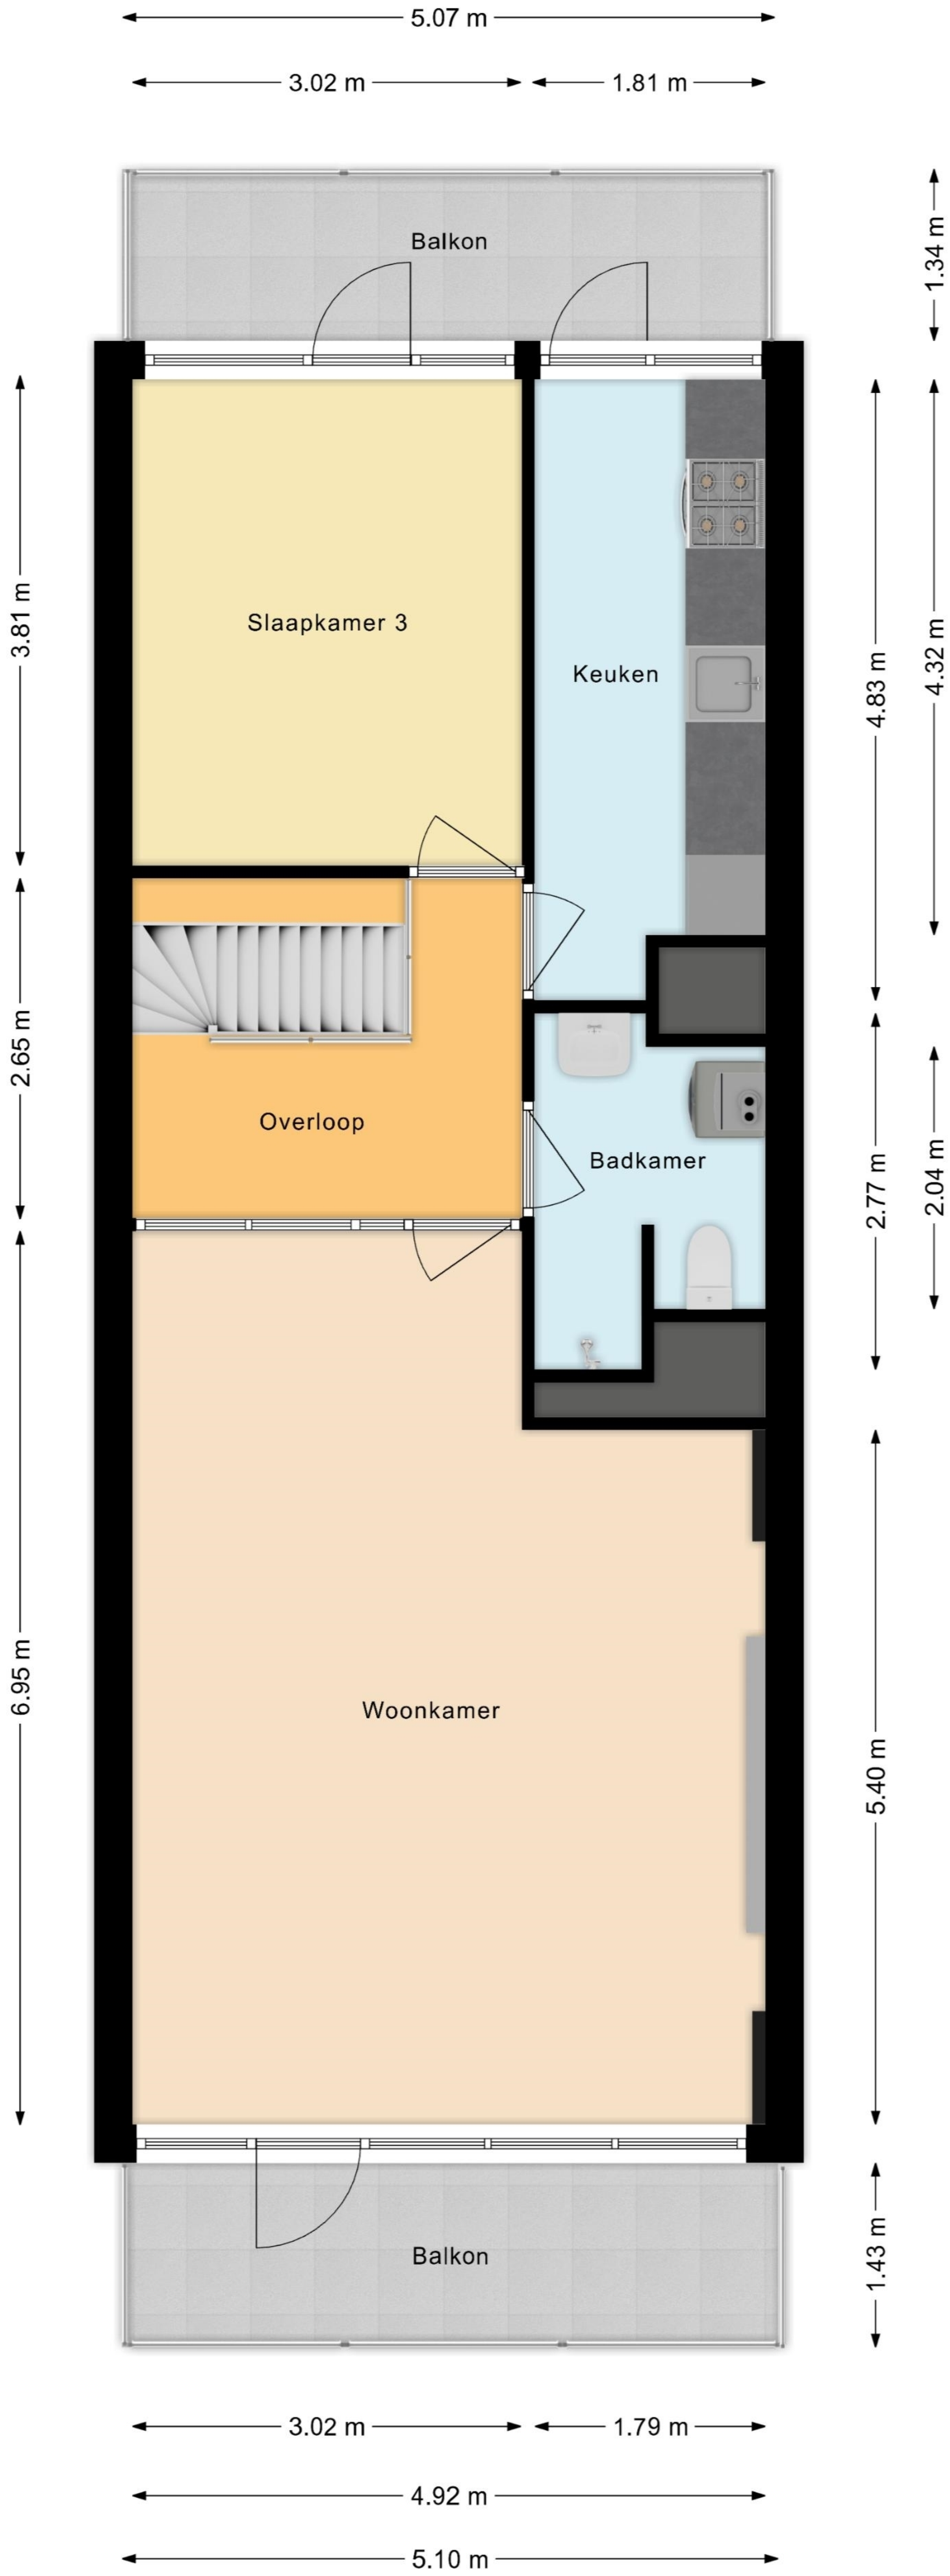 5.07 m
3.02 m
1.81 m
Balkon
1.34 m
3.81 m
Slaapkamer 3
Keuken
4.83 m
4.32 m
2.65 m
Overloop
Badkamer
2.77 m
2.04 m
6.95 m
Woonkamer
5.40 m
Balkon
1.43 m
3.02 m
1.79 m
4.92 m
5.10 m